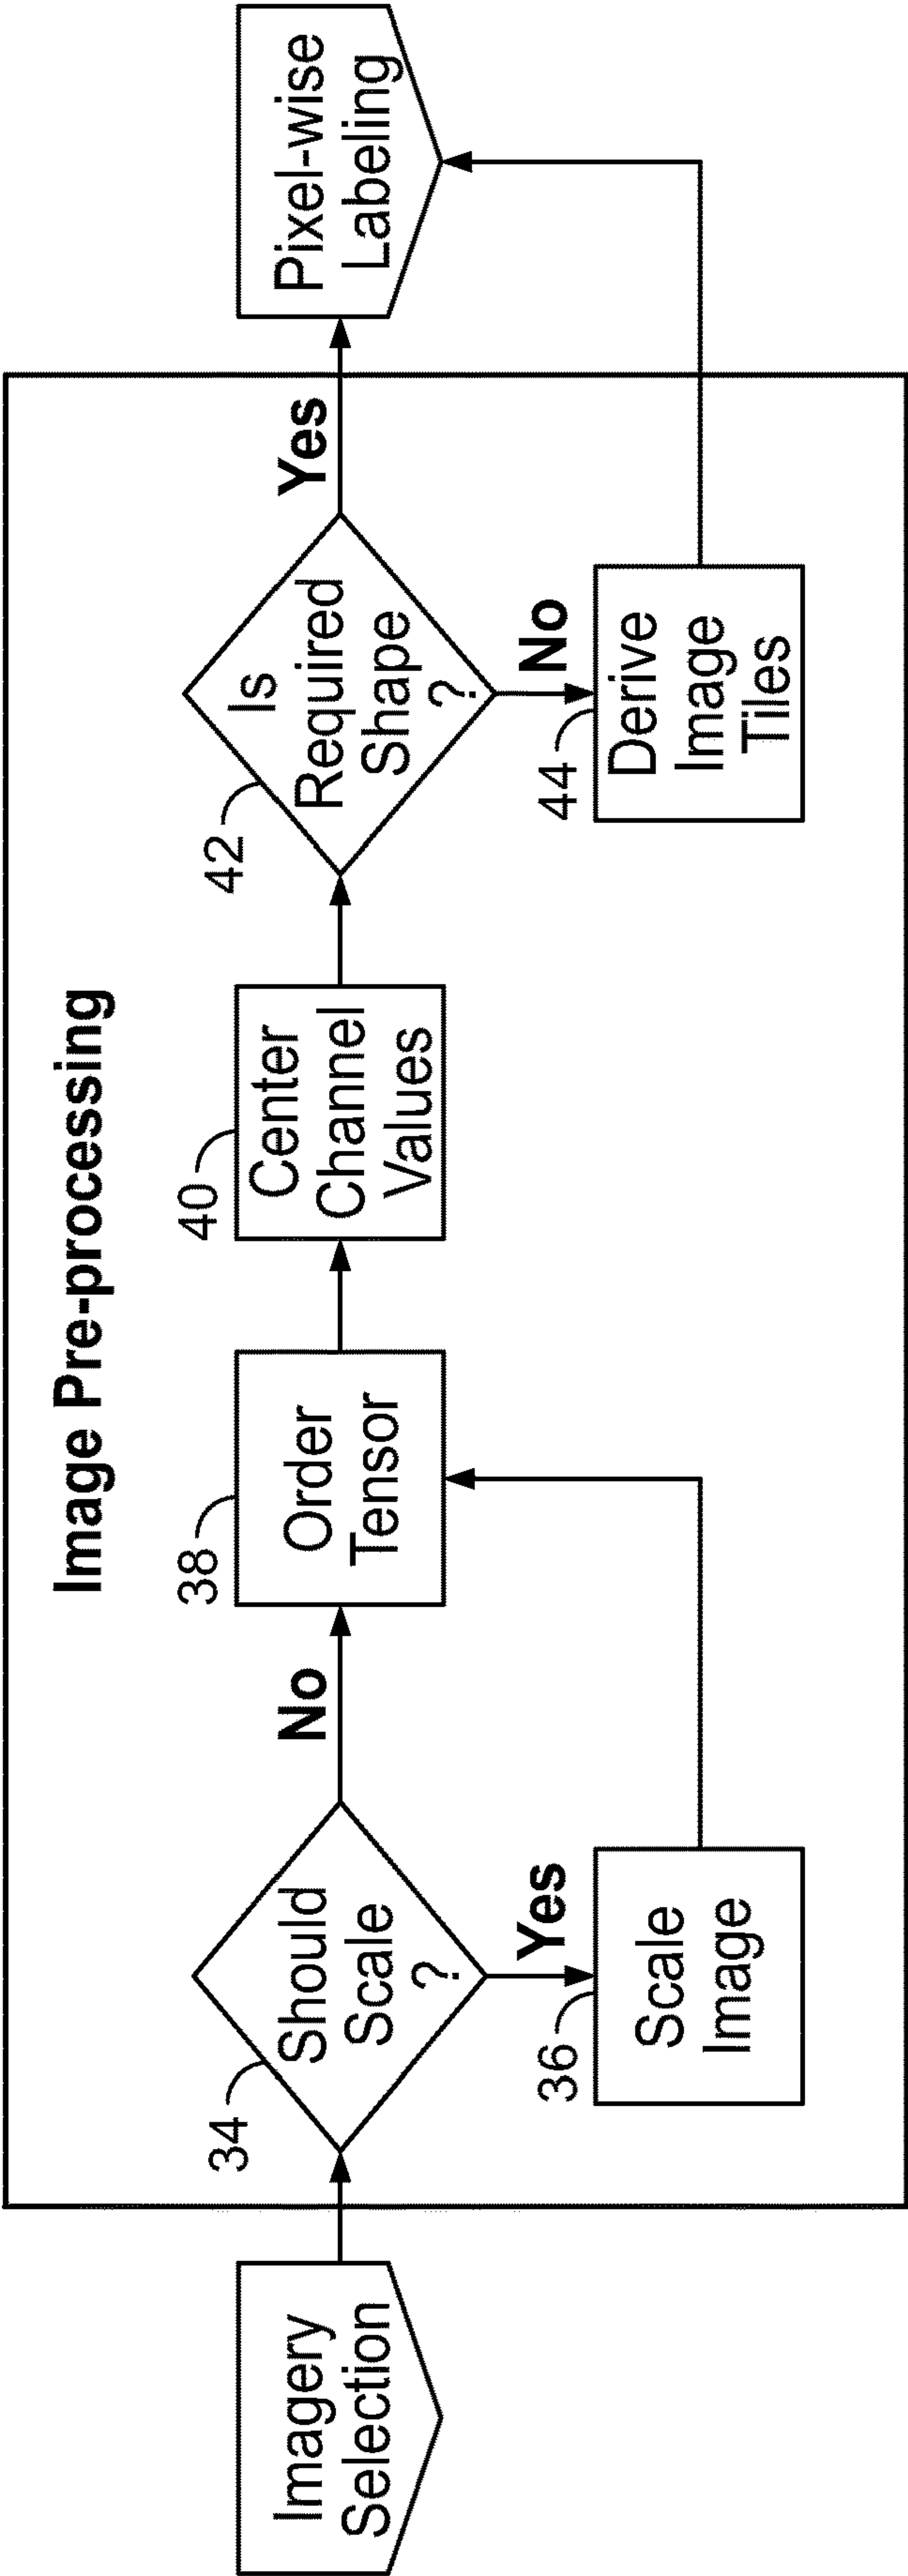 Image Pre-processing
Imagery
Selection
34
Should
Scale
?
No
Yes
36
Scale
Image
38
Order
Tensor
40
Center
Channel
Values
42
Is
Required
Shape
?
Yes
No
44
Derive
Image
Tiles
Pixel-wise
Labeling